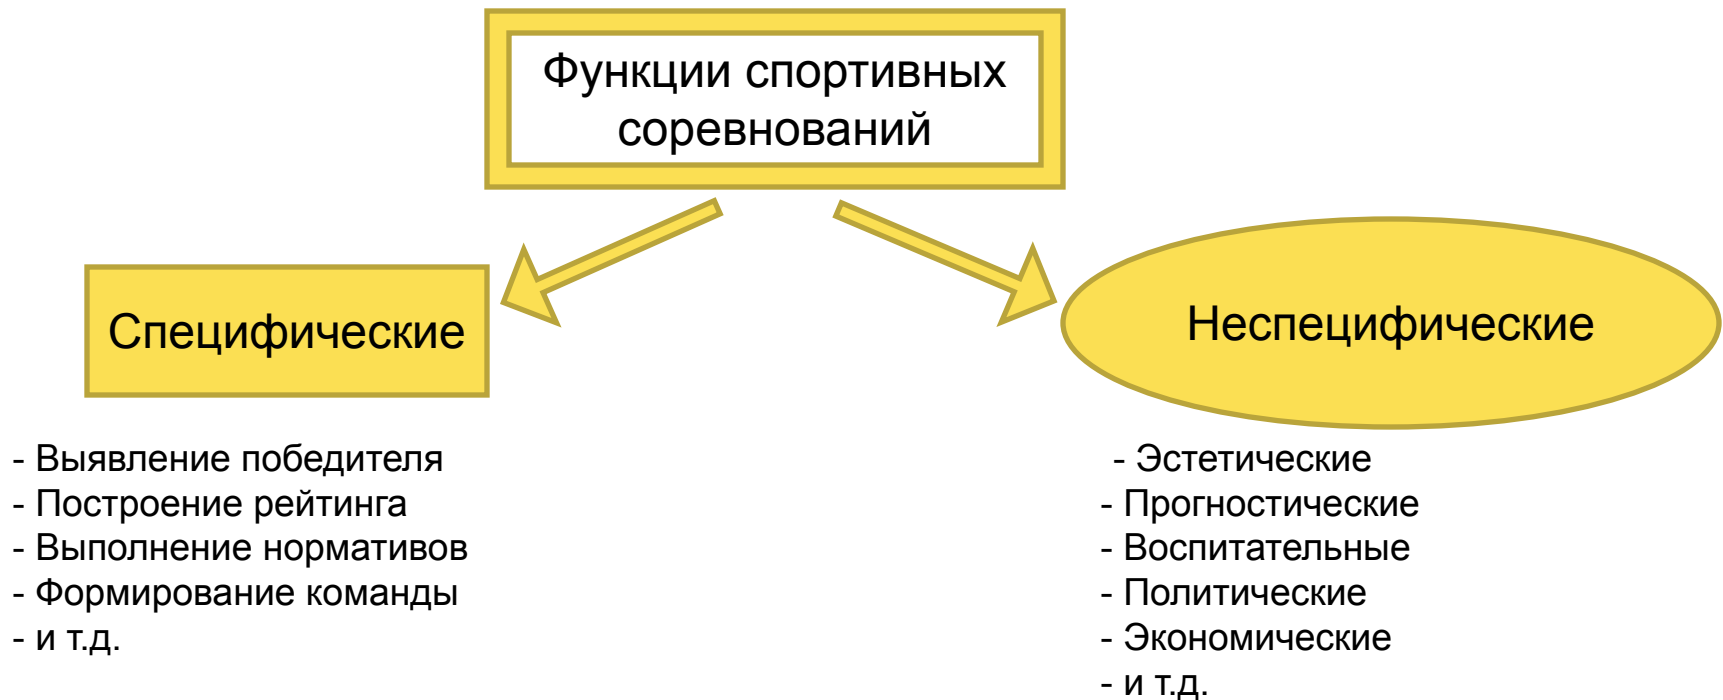 Функции спортивных
соревнований
Специфические
Неспецифические
- Выявление победителя
- Построение рейтинга
- Выполнение нормативов
- Формирование команды
- и т.д.
- Эстетические
- Прогностические
- Воспитательные
- Политические
- Экономические
- и т.д.